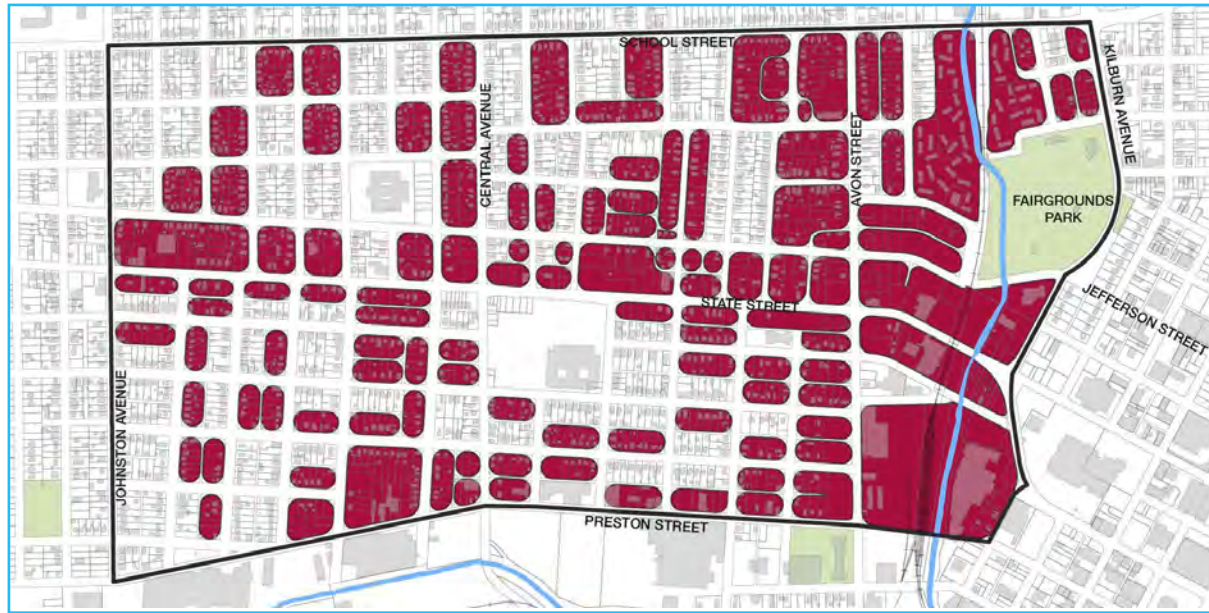 SCHOOL STREET
KILBURN AVENUE
CENTRAL AVENUE
AVON STREET
FAIRGROUNDS
PARK
STATE STREET
JEFFERSON STREET
JOHNSTON AVENUE
PRESTON STREET